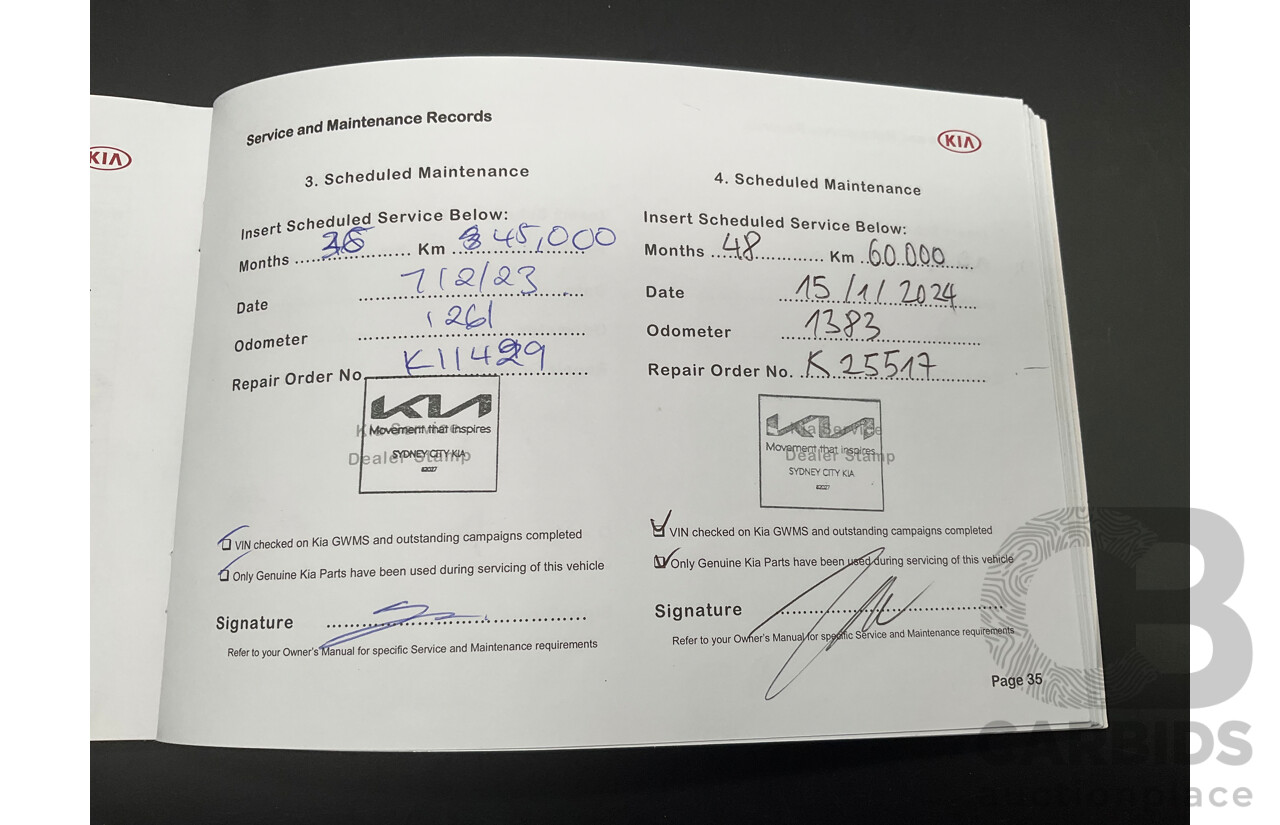 KIA
Service and Maintenance Records
3. Scheduled Maintenance
Insert Scheduled Service Below:
Months 36 Km 45,000
Date 7/2/23
Odometer 1261
Repair Order No. K11429
KIA
Movement that inspires
Kia Service
Dealer Stamp
SYDNEY CITY KIA
VIN checked on Kia GWMS and outstanding campaigns completed
Only Genuine Kia Parts have been used during servicing of this vehicle
Signature
Refer to your Owner's Manual for specific Service and Maintenance requirements
KIA
4. Scheduled Maintenance
Insert Scheduled Service Below:
Months 48 Km 60.000
Date 15/1/2024
Odometer 1383
Repair Order No. K25517
KIA
Kia Service
Movement that inspires
Dealer Stamp
SYDNEY CITY KIA
VIN checked on Kia GWMS and outstanding campaigns completed
Only Genuine Kia Parts have been used during servicing of this vehicle
Signature
Refer to your Owner's Manual for specific Service and Maintenance requirements
Page 35
CARBIDS
auctionplace